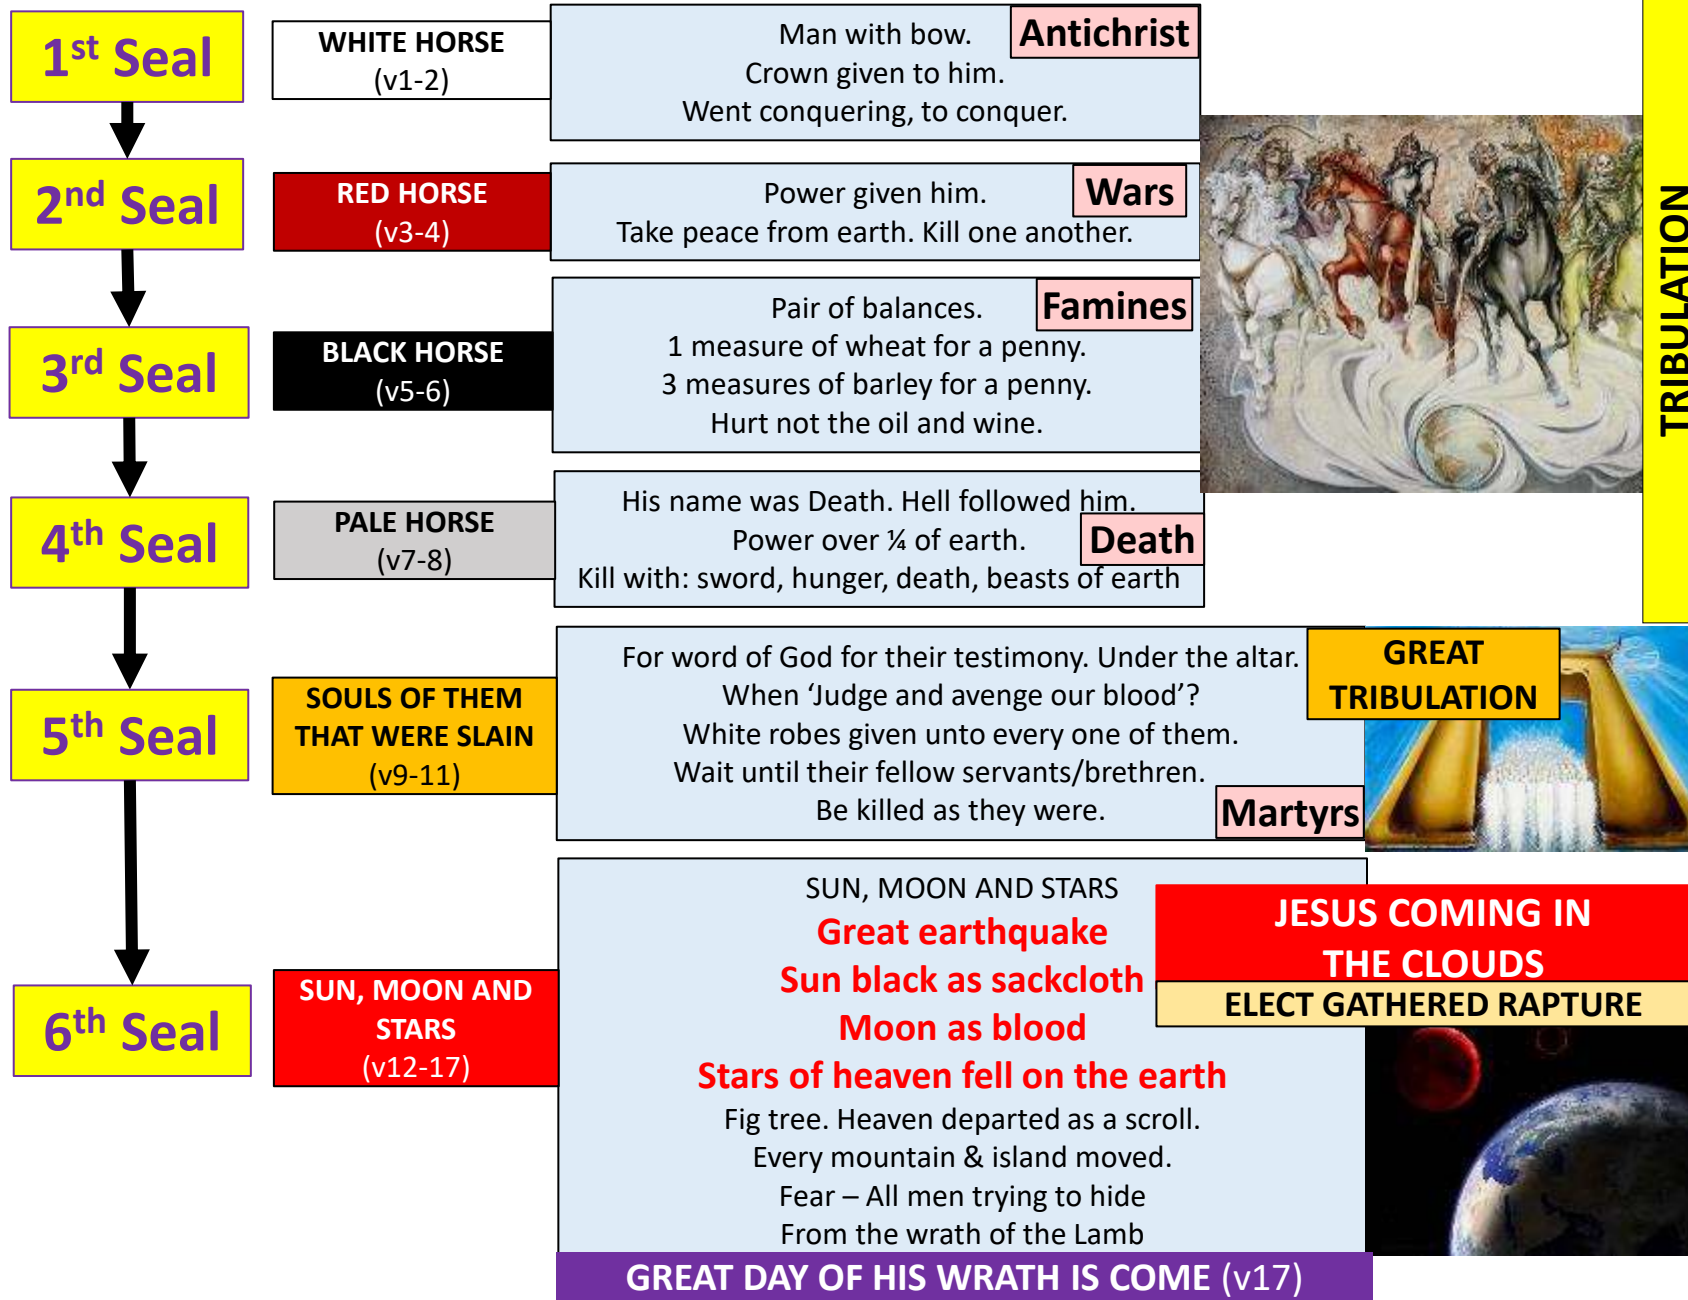 1st Seal
WHITE HORSE
(v1-2)
Man with bow.
Crown given to him.
Went conquering, to conquer.
Antichrist
TRIBULATION
2nd Seal
RED HORSE
(v3-4)
Power given him.
Take peace from earth. Kill one another.
Wars
3rd Seal
BLACK HORSE
(v5-6)
Pair of balances.
1 measure of wheat for a penny.
3 measures of barley for a penny.
Hurt not the oil and wine.
Famines
4th Seal
PALE HORSE
(v7-8)
His name was Death. Hell followed him.
Power over ¼ of earth.
Kill with: sword, hunger, death, beasts of earth
Death
5th Seal
SOULS OF THEM
THAT WERE SLAIN
(v9-11)
For word of God for their testimony. Under the altar.
When ‘Judge and avenge our blood’?
White robes given unto every one of them.
Wait until their fellow servants/brethren.
Be killed as they were.
Martyrs
GREAT
TRIBULATION
6th Seal
SUN, MOON AND
STARS
(v12-17)
SUN, MOON AND STARS
Great earthquake
Sun black as sackcloth
Moon as blood
Stars of heaven fell on the earth
Fig tree. Heaven departed as a scroll.
Every mountain & island moved.
Fear – All men trying to hide
From the wrath of the Lamb
JESUS COMING IN
THE CLOUDS
ELECT GATHERED RAPTURE
GREAT DAY OF HIS WRATH IS COME (v17)